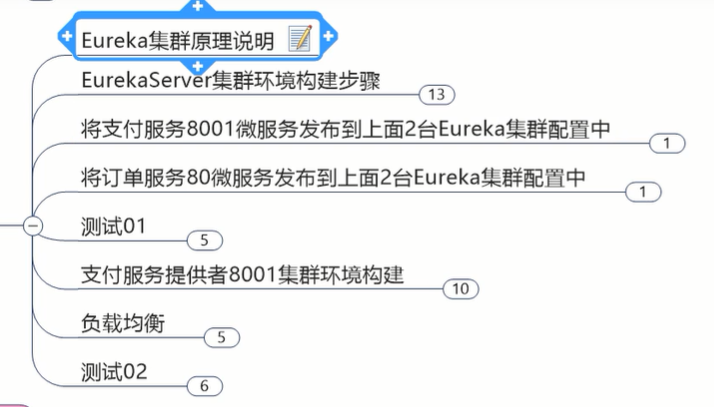 Eureka集群原理说明
EurekaServer集群环境构建步骤
13
将支付服务8001微服务发布到上面2台Eureka集群配置中
1
将订单服务80微服务发布到上面2台Eureka集群配置中
1
测试01
5
支付服务提供者8001集群环境构建
10
负载均衡
5
测试02
6